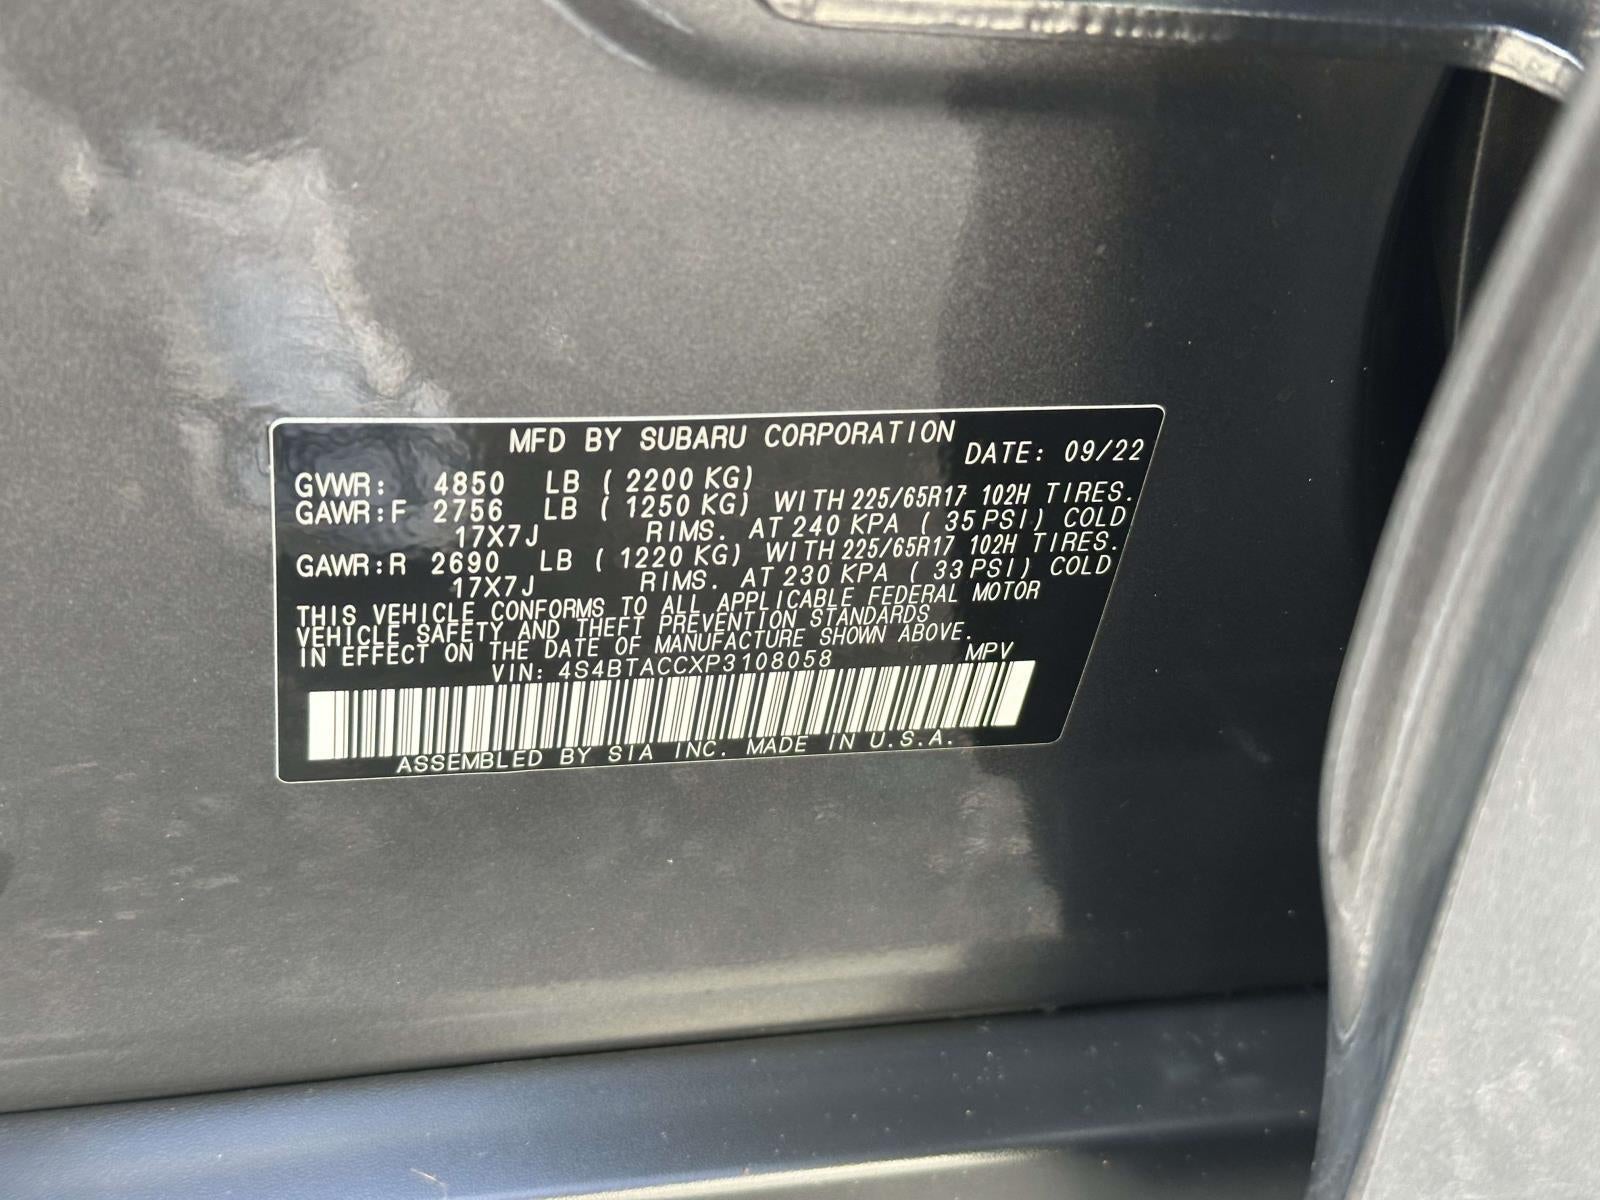 MFD BY SUBARU CORPORATION DATE: 09/22
GVWR: 4850 LB ( 2200 KG)
GAWR:F 2756 LB ( 1250 KG) WITH 225/65R17 102H TIRES.
17X7J RIMS. AT 240 KPA ( 35 PSI) COLD
GAWR:R 2690 LB ( 1220 KG) WITH 225/65R17 102H TIRES.
17X7J RIMS. AT 230 KPA ( 33 PSI) COLD
THIS VEHICLE CONFORMS TO ALL APPLICABLE FEDERAL MOTOR
VEHICLE SAFETY AND THEFT PREVENTION STANDARDS
IN EFFECT ON THE DATE OF MANUFACTURE SHOWN ABOVE.
VIN: 4S4BTACCXP3108058 MPV
ASSEMBLED BY SIA INC. MADE IN U.S.A.